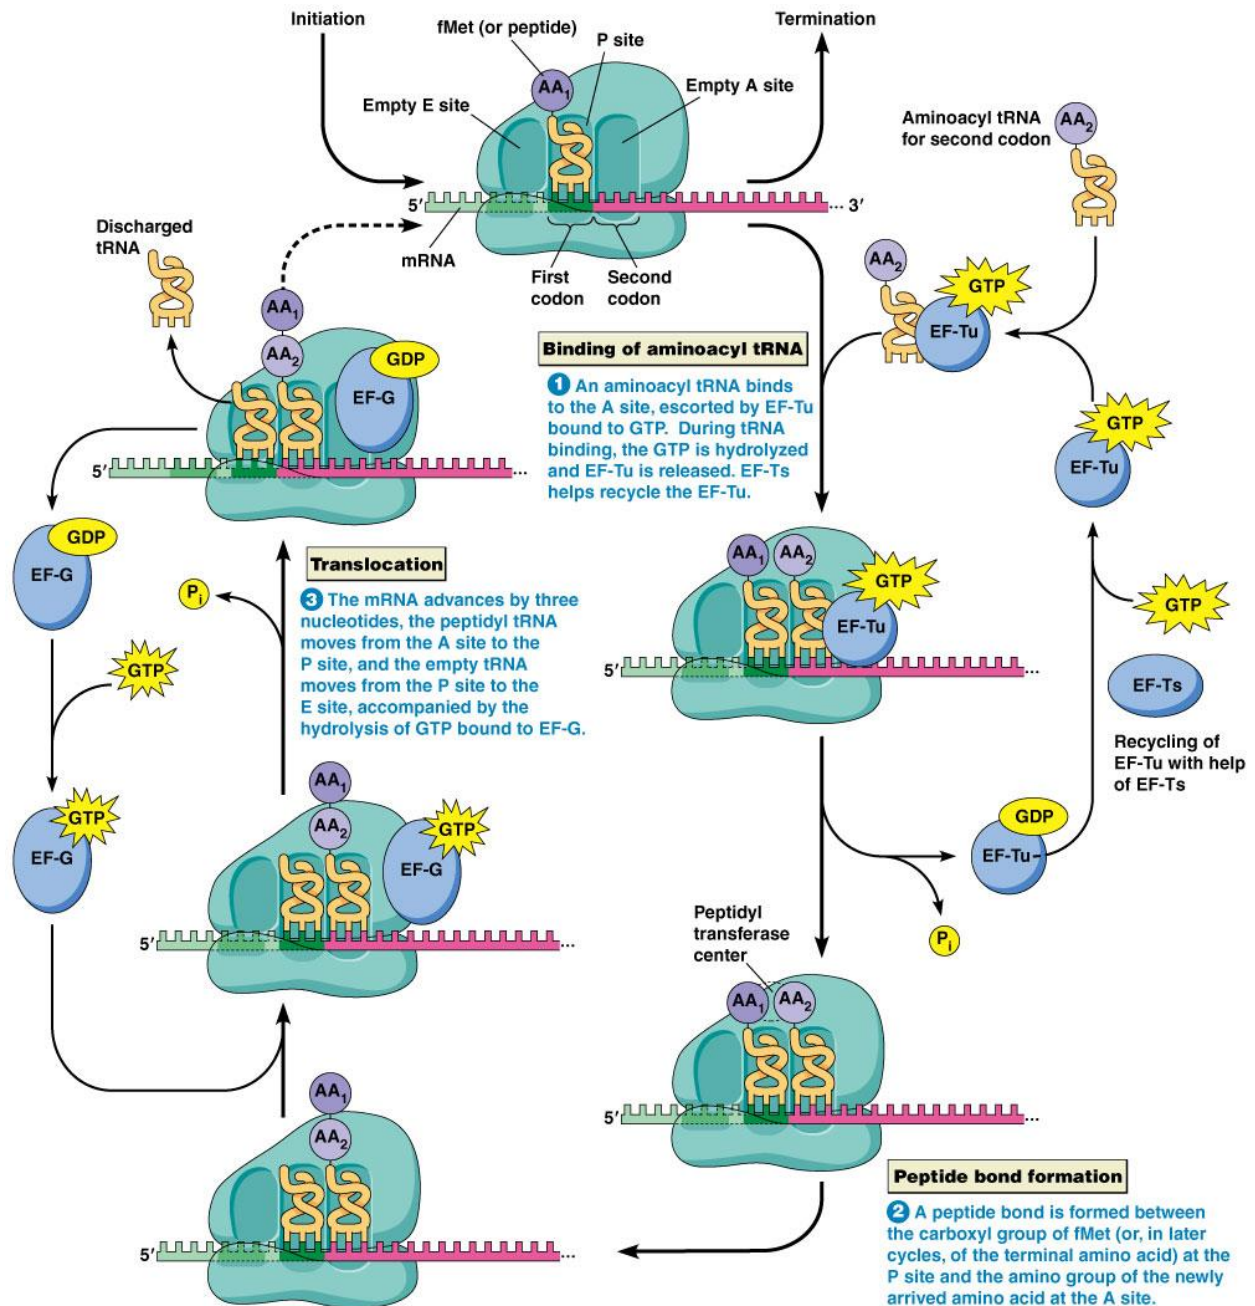 Initiation
fMet (or peptide)
P site
Termination
AA1
Empty E site
Empty A site
Aminoacyl tRNA
for second codon
AA2
5′
3′
mRNA
First
codon
Second
codon
Discharged
tRNA
AA1
AA2
EF-G
GDP
5′
AA2
EF-Tu
GTP
Binding of aminoacyl tRNA
1 An aminoacyl tRNA binds
to the A site, escorted by EF-Tu
bound to GTP. During tRNA
binding, the GTP is hydrolyzed
and EF-Tu is released. EF-Ts
helps recycle the EF-Tu.
GTP
EF-Tu
GDP
EF-G
Translocation
3 The mRNA advances by three
nucleotides, the peptidyl tRNA
moves from the A site to the
P site, and the empty tRNA
moves from the P site to the
E site, accompanied by the
hydrolysis of GTP bound to EF-G.
Pi
GTP
AA1
AA2
GTP
EF-Tu
5′
GTP
EF-Ts
Recycling of
EF-Tu with help
of EF-Ts
GTP
EF-G
AA1
AA2
GTP
EF-G
5′
GDP
EF-Tu
Pi
Peptidyl
transferase
center
AA1
AA2
5′
AA1
AA2
5′
Peptide bond formation
2 A peptide bond is formed between
the carboxyl group of fMet (or, in later
cycles, of the terminal amino acid) at the
P site and the amino group of the newly
arrived amino acid at the A site.